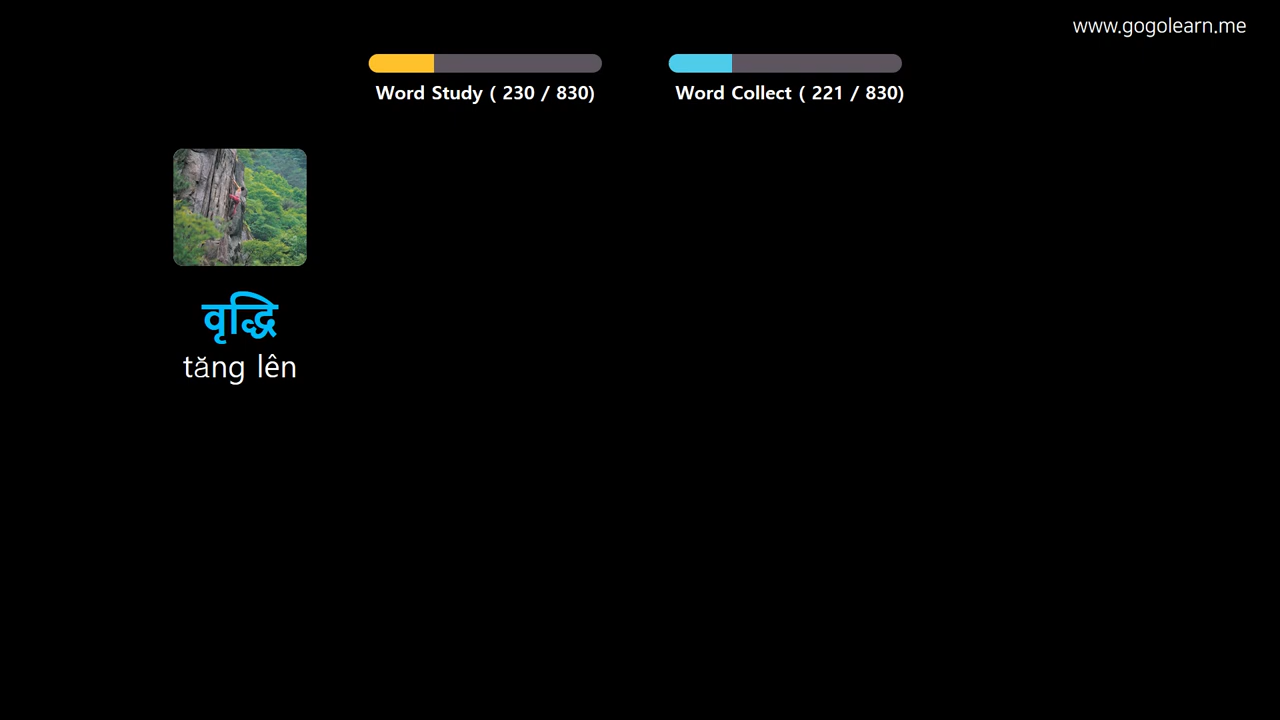 www.gogolearn.me
Word Study ( 230 / 830)
Word Collect ( 221 / 830)
वृद्धि
tăng lên